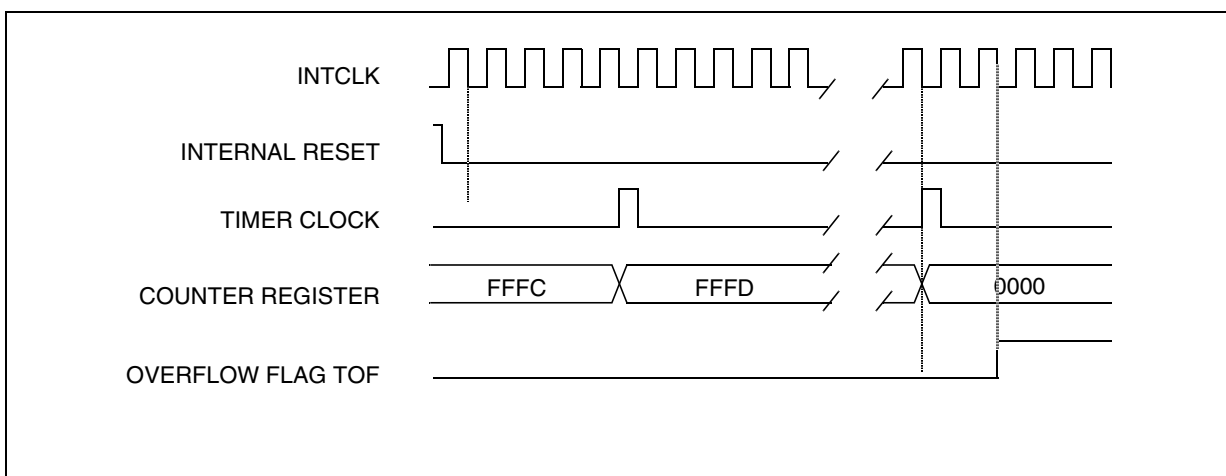 INTCLK
INTERNAL RESET
TIMER CLOCK
COUNTER REGISTER FFFC FFFD 0000
OVERFLOW FLAG TOF